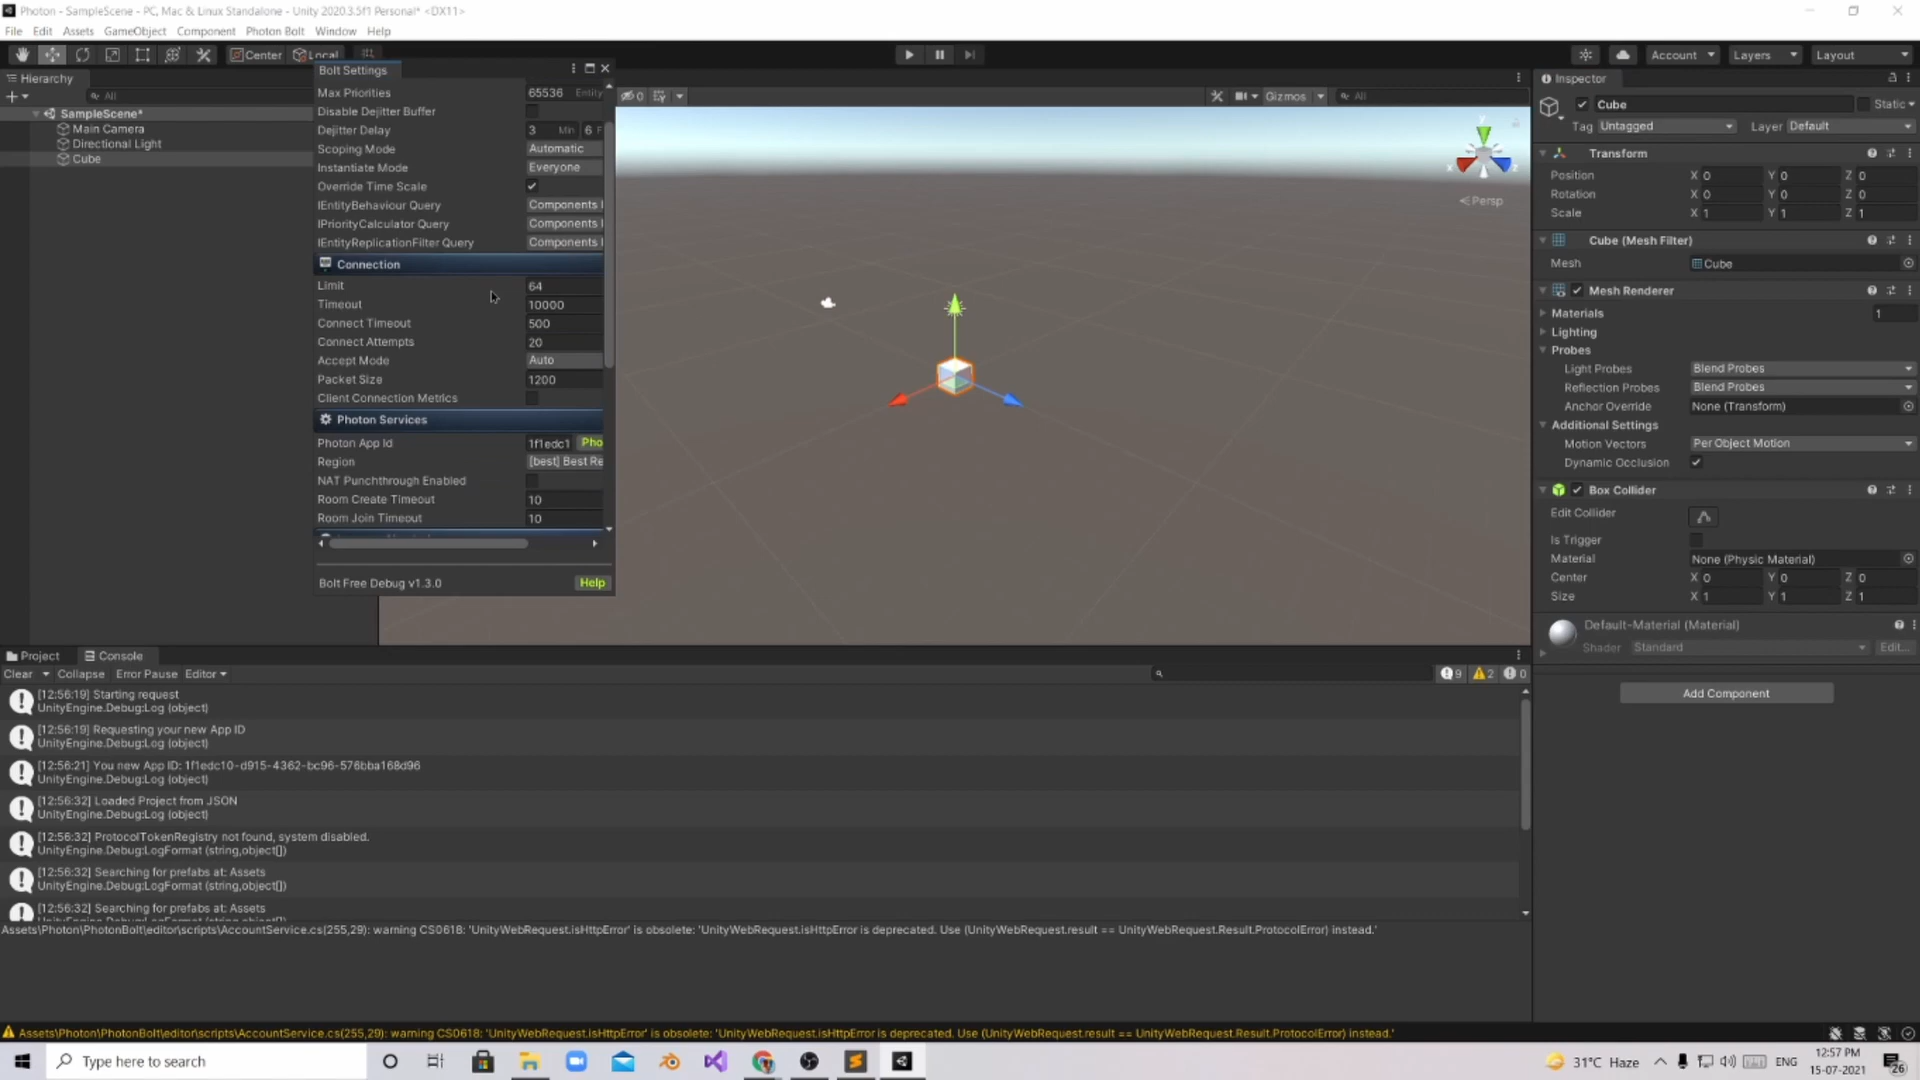 Photon - SampleScene - PC, Mac & Linux Standalone - Unity 2020.3.5f1 Personal* <DX11>
File Edit Assets GameObject Component Photon Bolt Window Help
Center Local Account Layers Layout
Hierarchy
All
SampleScene*
Main Camera
Directional Light
Cube
Bolt Settings
Max Priorities 65536 Entity
Disable Dejitter Buffer
Dejitter Delay 3 Min 6 F
Scoping Mode Automatic
Instantiate Mode Everyone
Override Time Scale
IEntityBehaviour Query Components
IPriorityCalculator Query Components
IEntityReplicationFilter Query Components
Connection
Limit 64
Timeout 10000
Connect Timeout 500
Connect Attempts 20
Accept Mode Auto
Packet Size 1200
Client Connection Metrics
Photon Services
Photon App Id 1f1edc1 Pho
Region [best] Best Re
NAT Punchthrough Enabled
Room Create Timeout 10
Room Join Timeout 10
Bolt Free Debug v1.3.0 Help
0 Gizmos All
y
x z
< Persp
Inspector
Cube Static
Tag Untagged Layer Default
Transform
Position X 0 Y 0 Z 0
Rotation X 0 Y 0 Z 0
Scale X 1 Y 1 Z 1
Cube (Mesh Filter)
Mesh Cube
Mesh Renderer
Materials 1
Lighting
Probes
Light Probes Blend Probes
Reflection Probes Blend Probes
Anchor Override None (Transform)
Additional Settings
Motion Vectors Per Object Motion
Dynamic Occlusion
Box Collider
Edit Collider
Is Trigger
Material None (Physic Material)
Center X 0 Y 0 Z 0
Size X 1 Y 1 Z 1
Default-Material (Material)
Shader Standard Edit...
Add Component
Project Console
Clear Collapse Error Pause Editor 9 2 0
[12:56:19] Starting request
UnityEngine.Debug:Log (object)
[12:56:19] Requesting your new App ID
UnityEngine.Debug:Log (object)
[12:56:21] You new App ID: 1f1edc10-d915-4362-bc96-576bba168d96
UnityEngine.Debug:Log (object)
[12:56:32] Loaded Project from JSON
UnityEngine.Debug:Log (object)
[12:56:32] ProtocolTokenRegistry not found, system disabled.
UnityEngine.Debug:LogFormat (string,object[])
[12:56:32] Searching for prefabs at: Assets
UnityEngine.Debug:LogFormat (string,object[])
[12:56:32] Searching for prefabs at: Assets
Assets\Photon\PhotonBolt\editor\scripts\AccountService.cs(255,29): warning CS0618: 'UnityWebRequest.isHttpError' is obsolete: 'UnityWebRequest.isHttpError is deprecated. Use (UnityWebRequest.result == UnityWebRequest.Result.ProtocolError) instead.'
Assets\Photon\PhotonBolt\editor\scripts\AccountService.cs(255,29): warning CS0618: 'UnityWebRequest.isHttpError' is obsolete: 'UnityWebRequest.isHttpError is deprecated. Use (UnityWebRequest.result == UnityWebRequest.Result.ProtocolError) instead.'
Type here to search
31°C Haze ENG 12:57 PM
15-07-2021 26